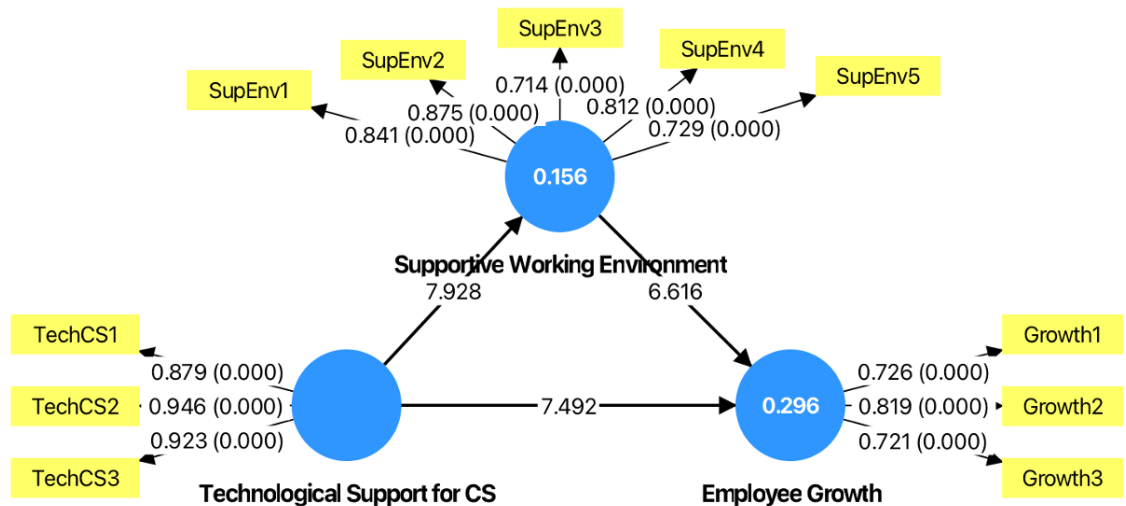 SupEnv3
SupEnv2
SupEnv4
SupEnv1
SupEnv5
0.714 (0.000)
0.875 (0.000)
0.812 (0.000)
0.841 (0.000)
0.729 (0.000)
0.156
Supportive Working Environment
7.928
6.616
TechCS1
Growth1
0.879 (0.000)
0.726 (0.000)
TechCS2
0.946 (0.000)
7.492
0.296
0.819 (0.000)
Growth2
0.923 (0.000)
0.721 (0.000)
TechCS3
Growth3
Technological Support for CS
Employee Growth